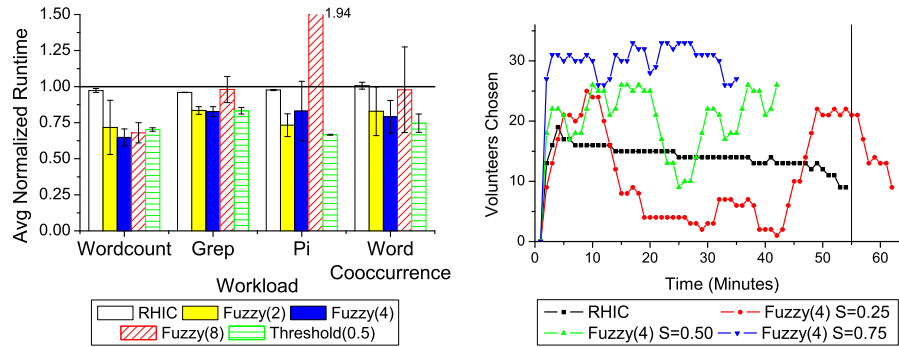 1.94
1.50
1.25
1.00
0.75
0.50
0.25
0.00
Avg Normalized Runtime
Wordcount
Grep
Pi
Word
Cooccurrence
Workload
RHIC
Fuzzy(2)
Fuzzy(4)
Fuzzy(8)
Threshold(0.5)
30
20
10
0
Volunteers Chosen
0
10
20
30
40
50
60
Time (Minutes)
RHIC
Fuzzy(4) S=0.25
Fuzzy(4) S=0.50
Fuzzy(4) S=0.75